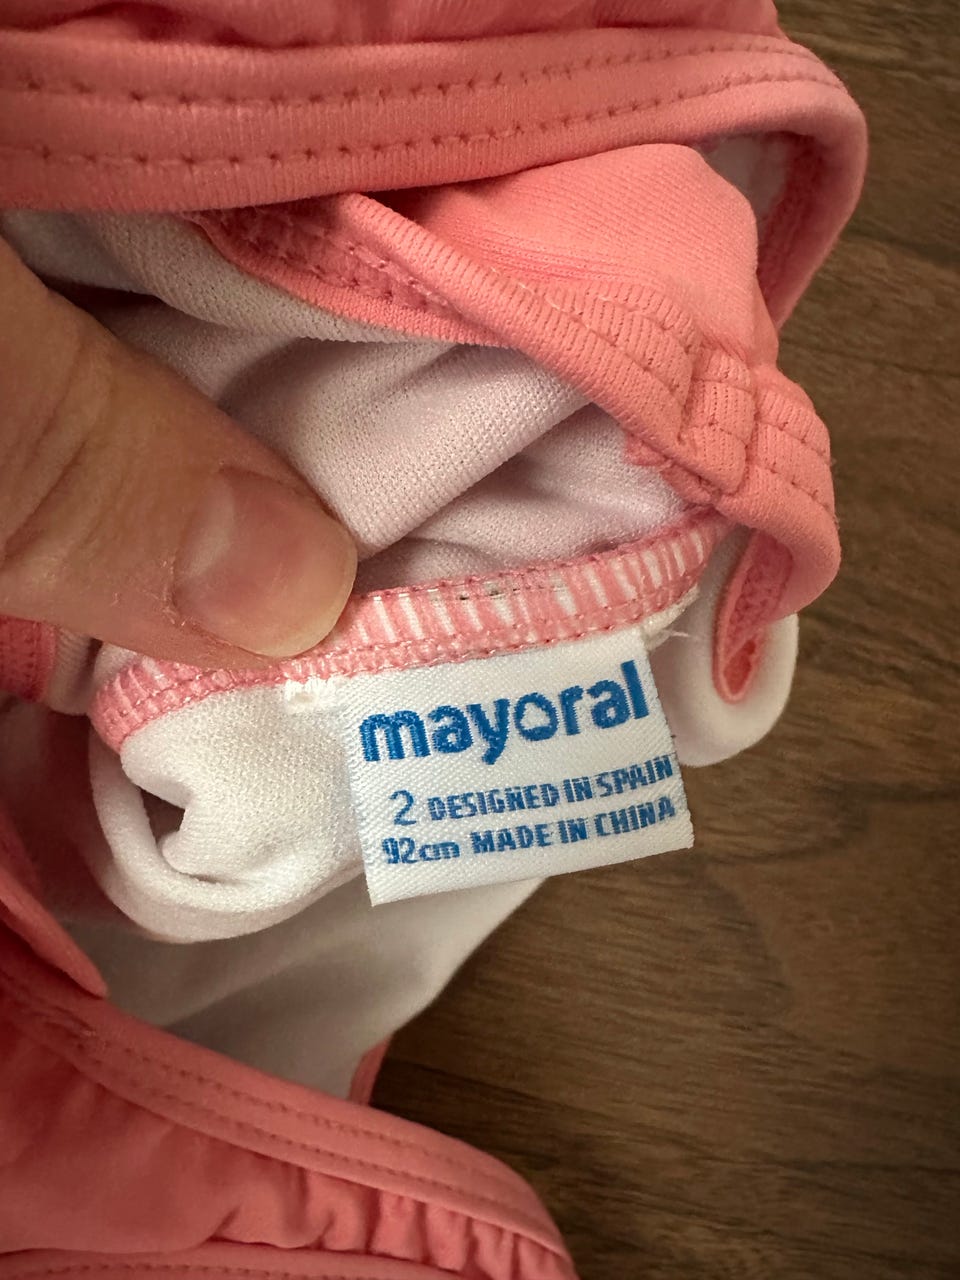 mayoral
2 DESIGNED IN SPAIN
92cm MADE IN CHINA